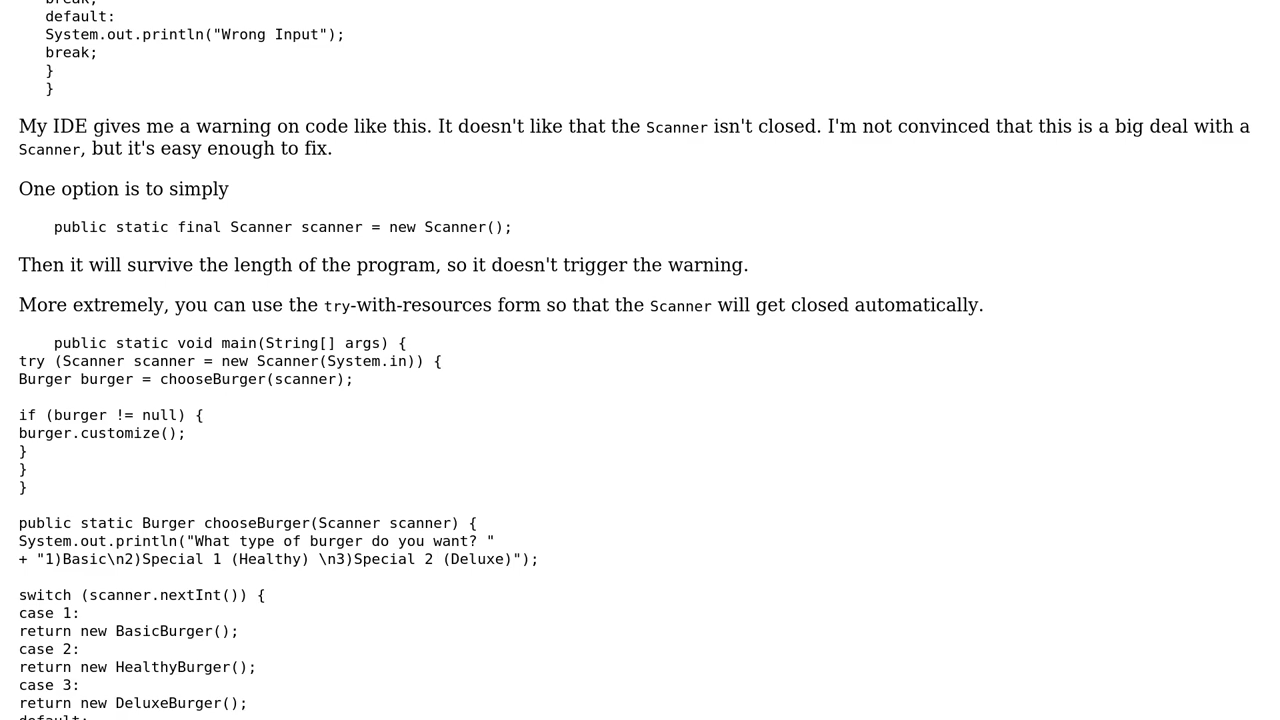 break;
default:
System.out.println("Wrong Input");
break;
}
}
My IDE gives me a warning on code like this. It doesn't like that the Scanner isn't closed. I'm not convinced that this is a big deal with a
Scanner, but it's easy enough to fix.
One option is to simply
public static final Scanner scanner = new Scanner();
Then it will survive the length of the program, so it doesn't trigger the warning.
More extremely, you can use the try-with-resources form so that the Scanner will get closed automatically.
public static void main(String[] args) {
try (Scanner scanner = new Scanner(System.in)) {
Burger burger = chooseBurger(scanner);
if (burger != null) {
burger.customize();
}
}
}
public static Burger chooseBurger(Scanner scanner) {
System.out.println("What type of burger do you want? "
+ "1)Basic\n2)Special 1 (Healthy) \n3)Special 2 (Deluxe)");
switch (scanner.nextInt()) {
case 1:
return new BasicBurger();
case 2:
return new HealthyBurger();
case 3:
return new DeluxeBurger();
default: